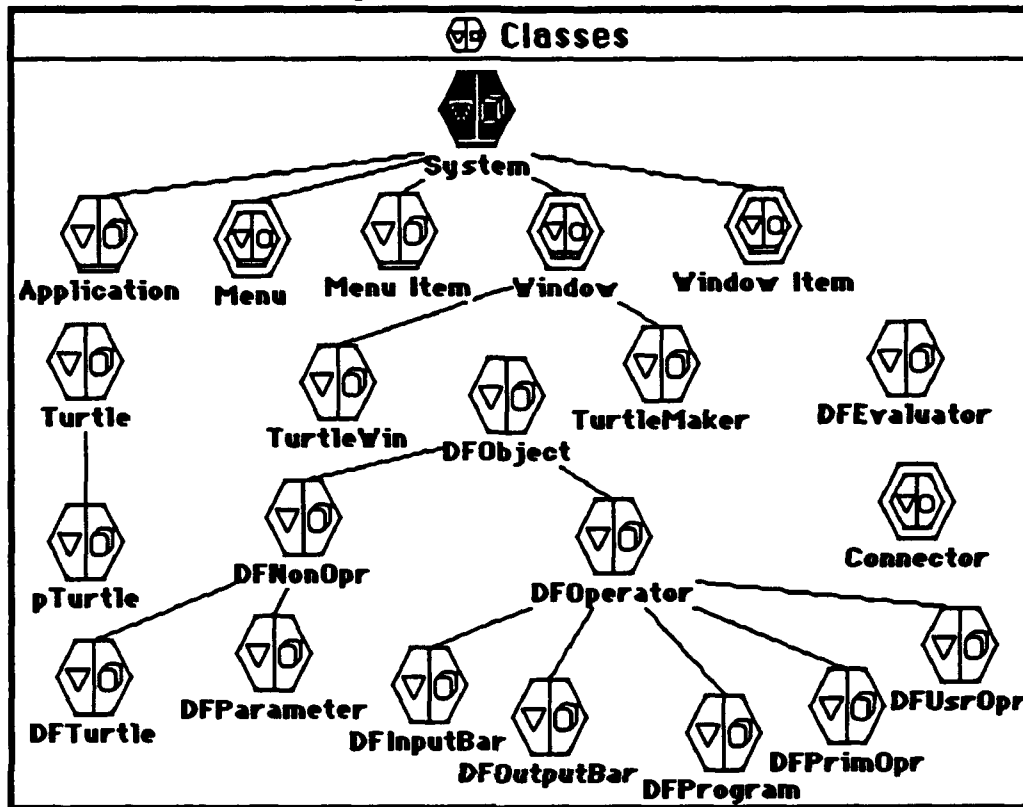 Classes
System
Application
Menu
Menu Item
Window
Window Item
Turtle
TurtleWin
DFObject
TurtleMaker
DFEvaluator
pTurtle
DFNonOpr
DFOperator
Connector
DFTurtle
DFParameter
DFInputBar
DFOutputBar
DFProgram
DFPrimOpr
DFUsrOpr